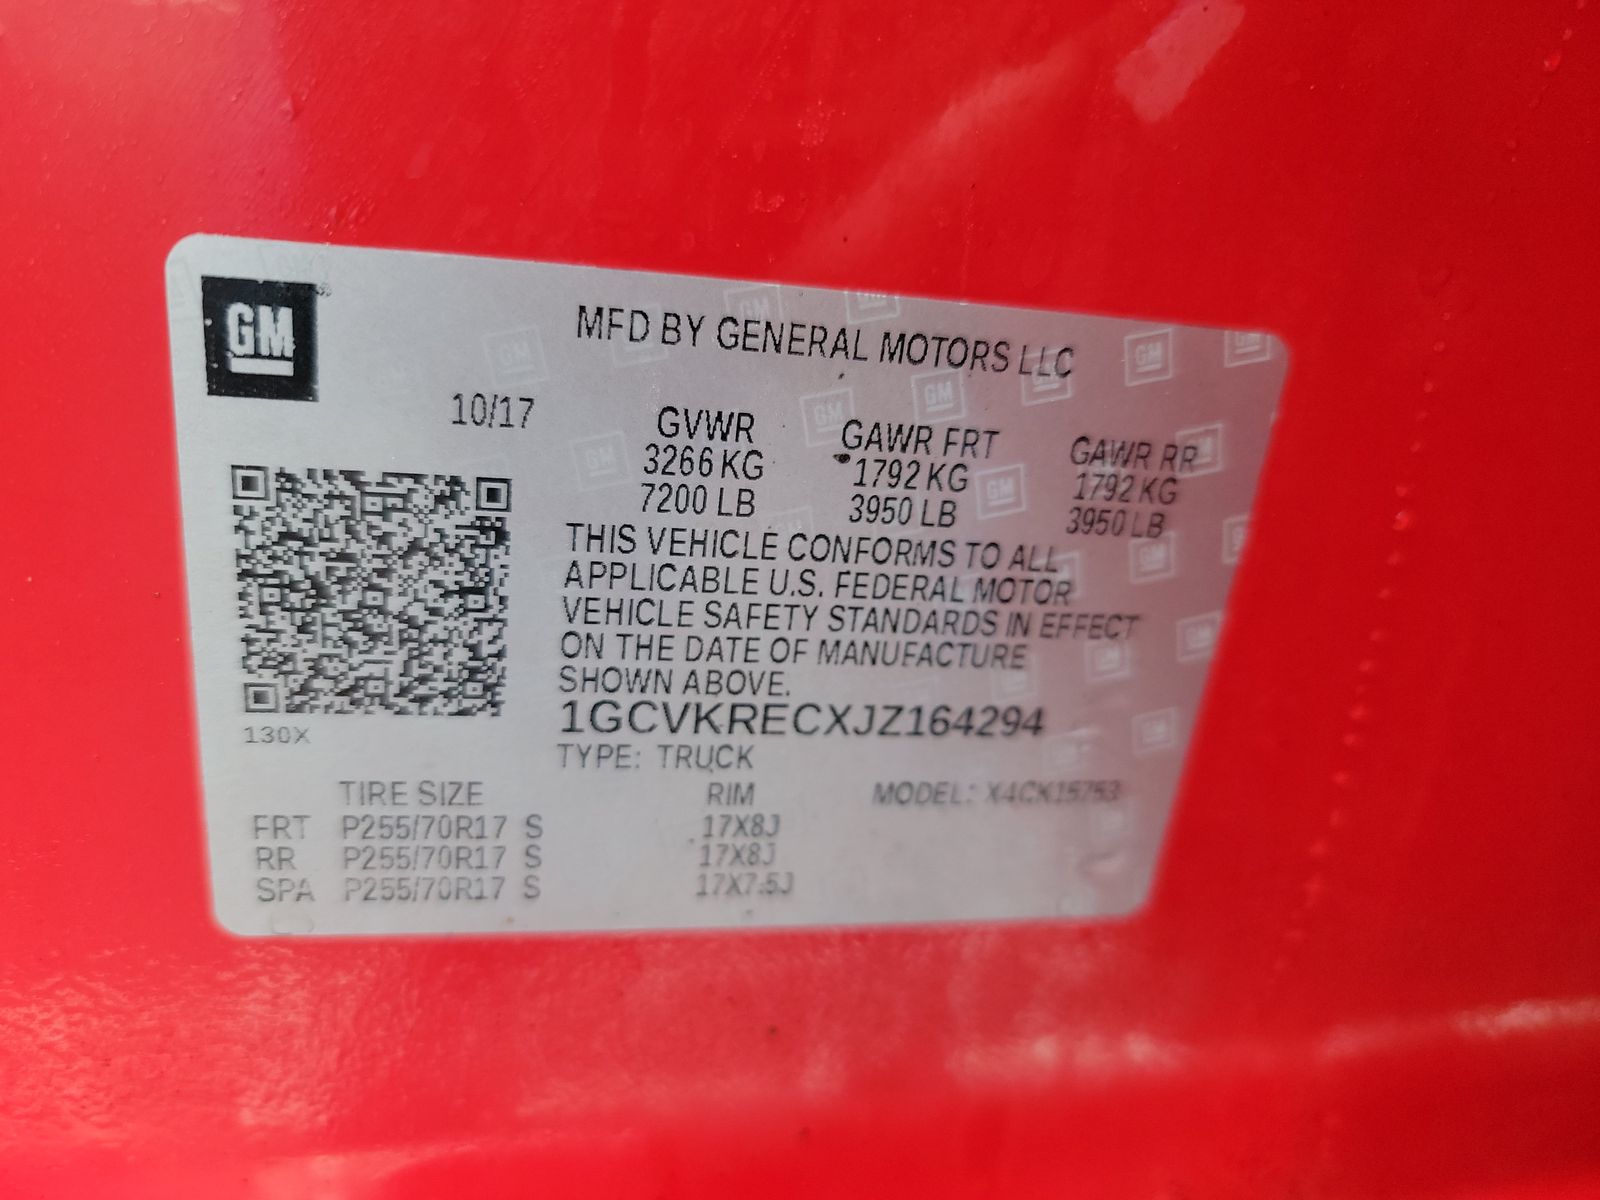 GM
MFD BY GENERAL MOTORS LLC
10/17
GVWR GAWR FRT GAWR RR
3266 KG 1792 KG 1792 KG
7200 LB 3950 LB 3950 LB
THIS VEHICLE CONFORMS TO ALL
APPLICABLE U.S. FEDERAL MOTOR
VEHICLE SAFETY STANDARDS IN EFFECT
ON THE DATE OF MANUFACTURE
SHOWN ABOVE.
1GCVKRECXJZ164294
130X
TYPE: TRUCK
TIRE SIZE RIM MODEL: X4CK15753
FRT P255/70R17 S 17X8J
RR P255/70R17 S 17X8J
SPA P255/70R17 S 17X7.5J